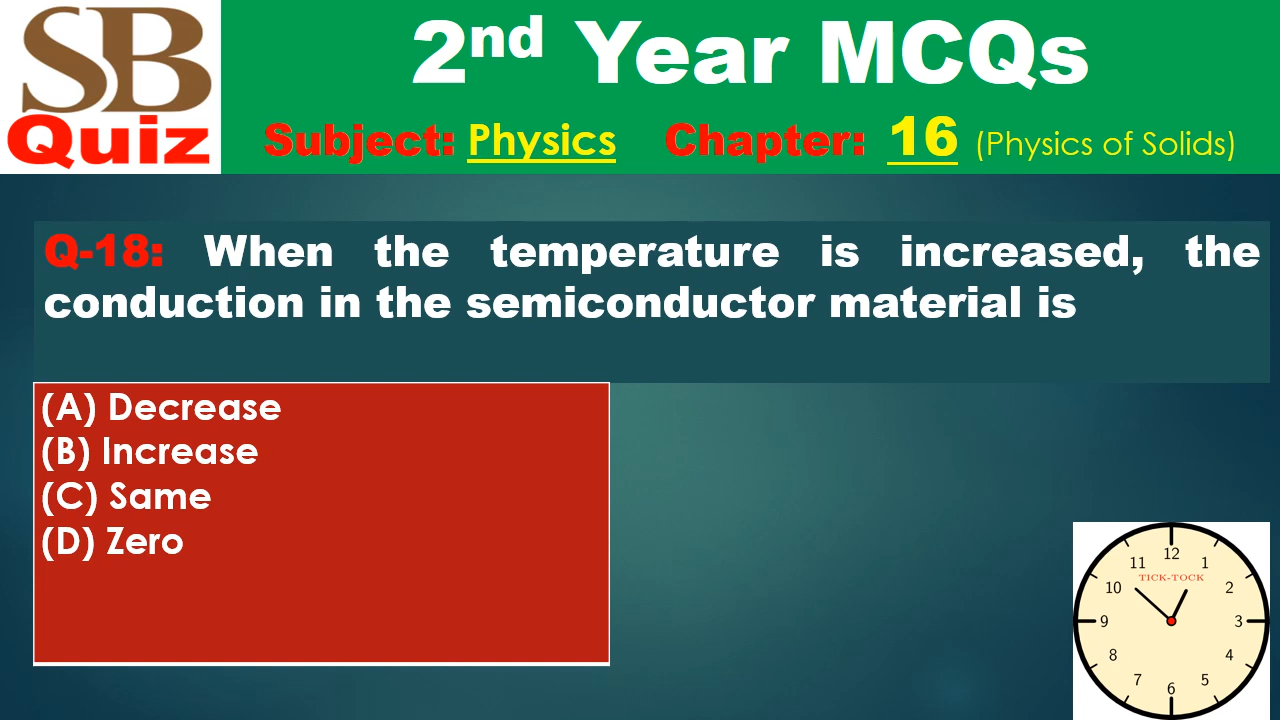 SB
Quiz
2nd Year MCQs
Subject: Physics Chapter: 16 (Physics of Solids)
Q-18: When the temperature is increased, the
conduction in the semiconductor material is
(A) Decrease
(B) Increase
(C) Same
(D) Zero
12
11 1
TICK-TOCK
10 2
9 3
8 4
7 5
6